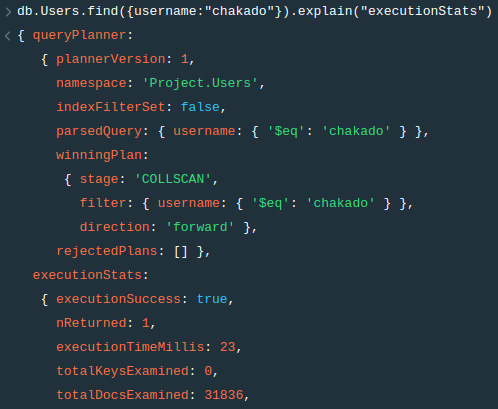 > db.Users.find({username:"chakado"}).explain("executionStats")
< { queryPlanner:
{ plannerVersion: 1,
namespace: 'Project.Users',
indexFilterSet: false,
parsedQuery: { username: { '$eq': 'chakado' } },
winningPlan:
{ stage: 'COLLSCAN',
filter: { username: { '$eq': 'chakado' } },
direction: 'forward' },
rejectedPlans: [] },
executionStats:
{ executionSuccess: true,
nReturned: 1,
executionTimeMillis: 23,
totalKeysExamined: 0,
totalDocsExamined: 31836,